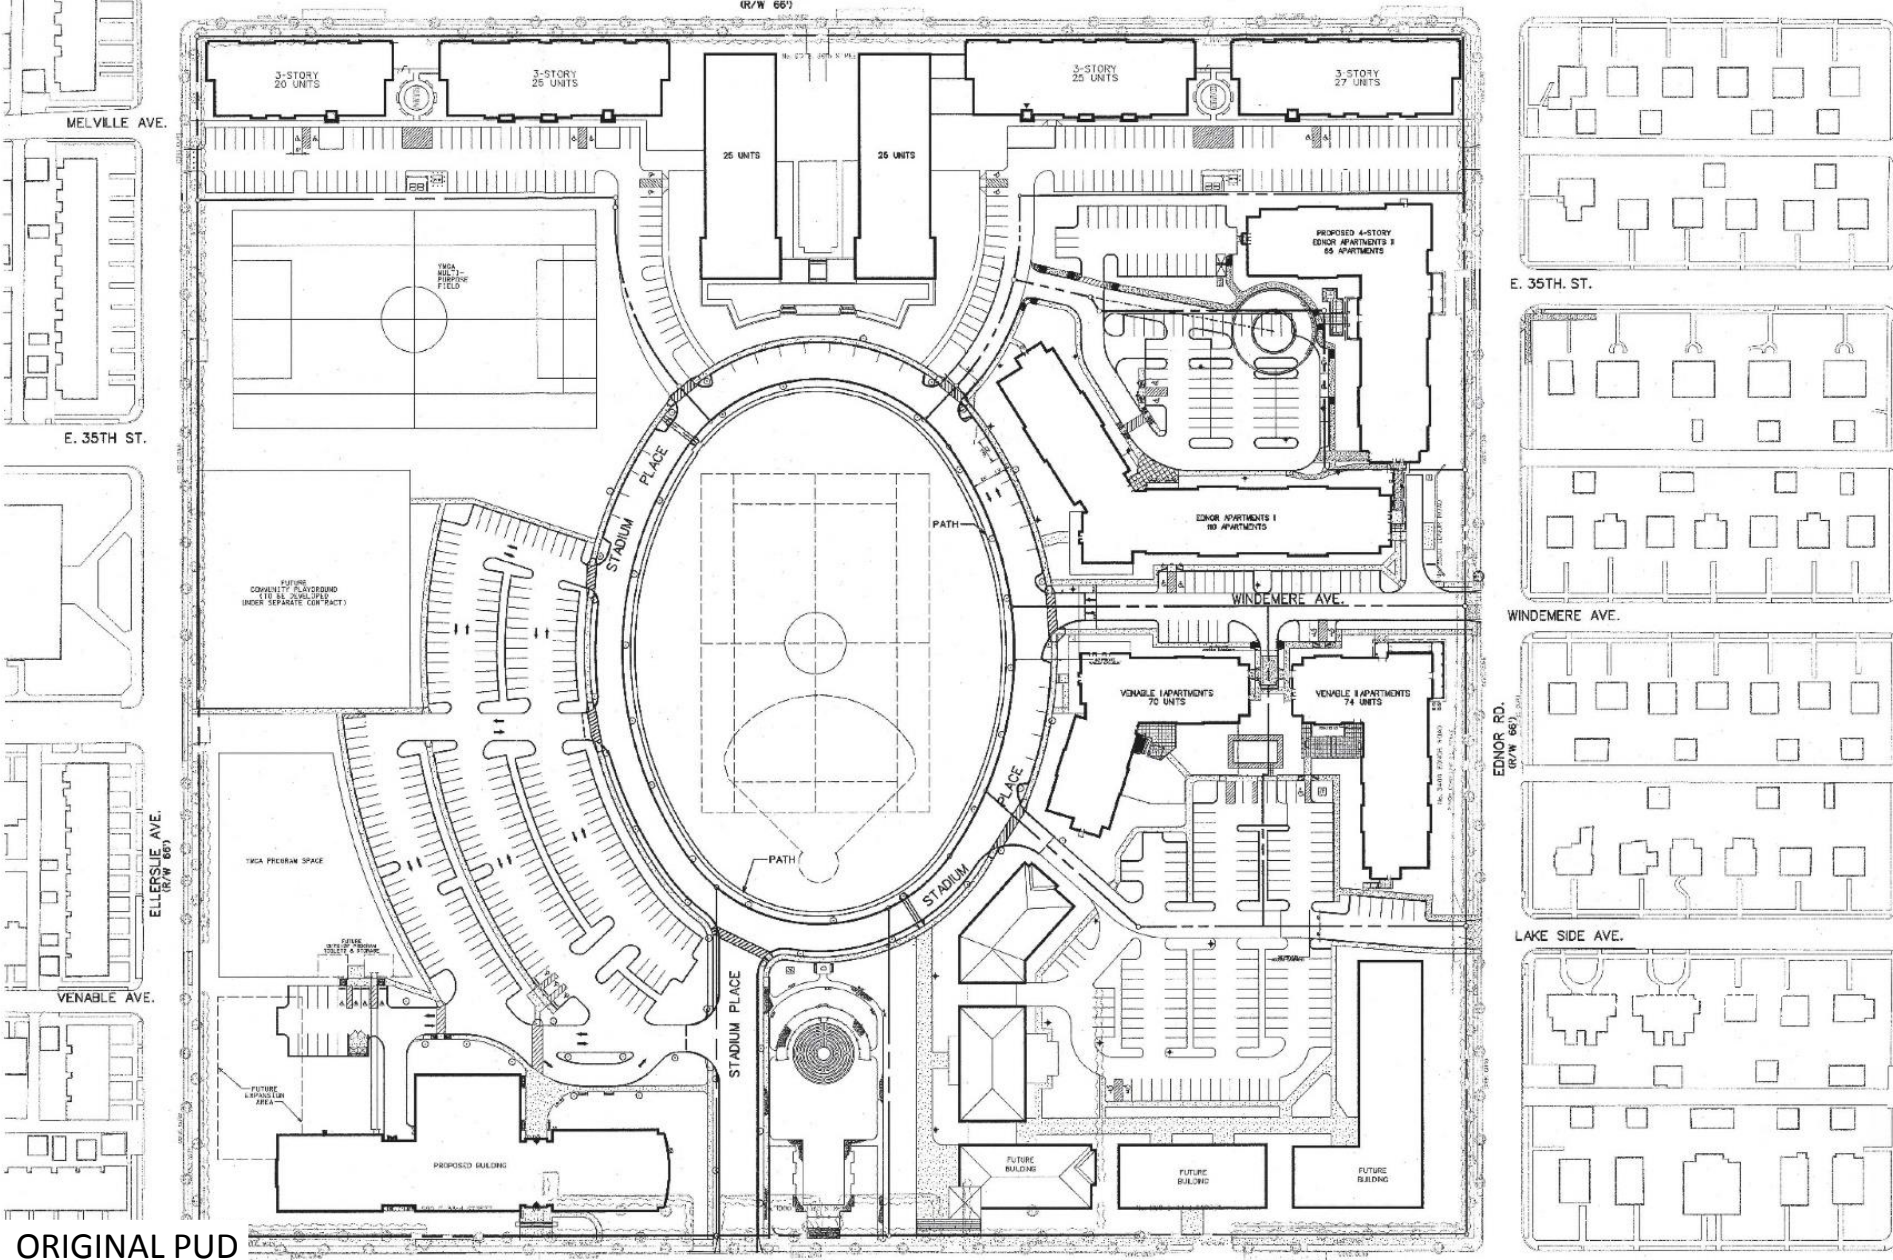 (R/W 66')
3-STORY
20 UNITS
3-STORY
25 UNITS
3-STORY
25 UNITS
3-STORY
27 UNITS
MELVILLE AVE.
25 UNITS
25 UNITS
YMCA
MULTI-
PURPOSE
FIELD
PROPOSED 4-STORY
EDNOR APARTMENTS II
65 APARTMENTS
E. 35TH. ST.
E. 35TH ST.
STADIUM PLACE
PATH
EDNOR APARTMENTS I
110 APARTMENTS
FUTURE
COMMUNITY PLAYGROUND
(TO BE DEVELOPED
UNDER SEPARATE CONTRACT)
WINDEMERE AVE.
WINDEMERE AVE.
VENABLE I APARTMENTS
70 UNITS
VENABLE II APARTMENTS
74 UNITS
EDNOR RD.
(R/W 66')
STADIUM PLACE
ELLERSLIE AVE.
(R/W 66')
YMCA PROGRAM SPACE
PATH
LAKE SIDE AVE.
VENABLE AVE.
STADIUM PLACE
FUTURE
EXPANSION
AREA
PROPOSED BUILDING
FUTURE
BUILDING
FUTURE
BUILDING
FUTURE
BUILDING
ORIGINAL PUD